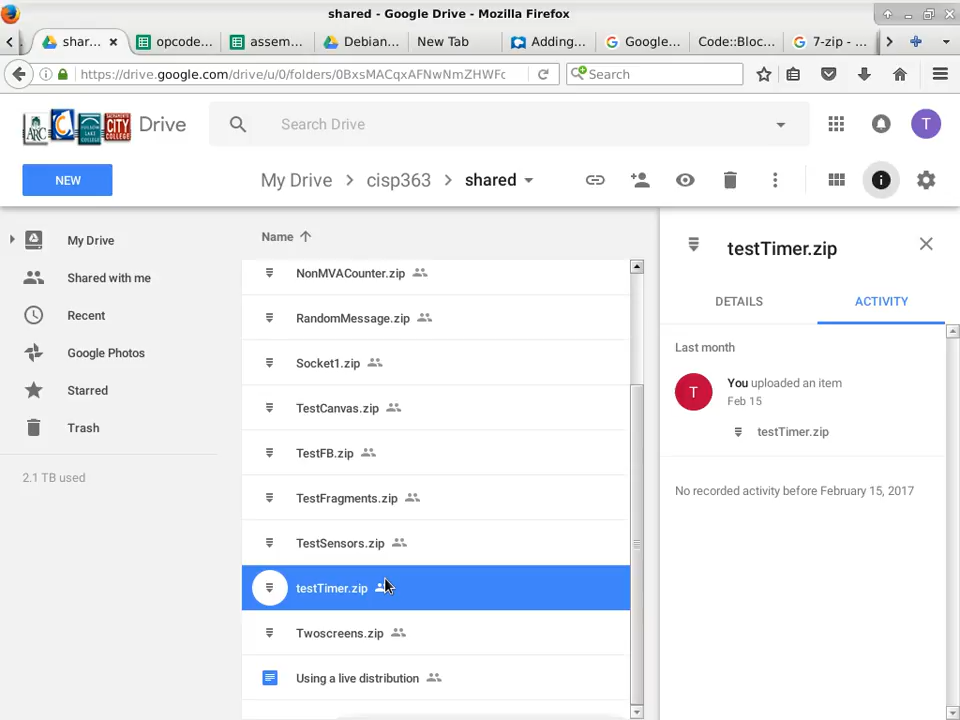 shared - Google Drive - Mozilla Firefox
shar...
opcode...
assem...
Debian...
New Tab
Adding...
Google...
Code::Bloc...
7-zip - ...
https://drive.google.com/drive/u/0/folders/0BxsMACqxAFNwNmZHWFc
Search
ARC
CITY
Drive
Search Drive
T
NEW
My Drive
cisp363
shared
My Drive
Shared with me
Recent
Google Photos
Starred
Trash
2.1 TB used
Name
NonMVACounter.zip
RandomMessage.zip
Socket1.zip
TestCanvas.zip
TestFB.zip
TestFragments.zip
TestSensors.zip
testTimer.zip
Twoscreens.zip
Using a live distribution
testTimer.zip
DETAILS
ACTIVITY
Last month
T
You uploaded an item
Feb 15
testTimer.zip
No recorded activity before February 15, 2017